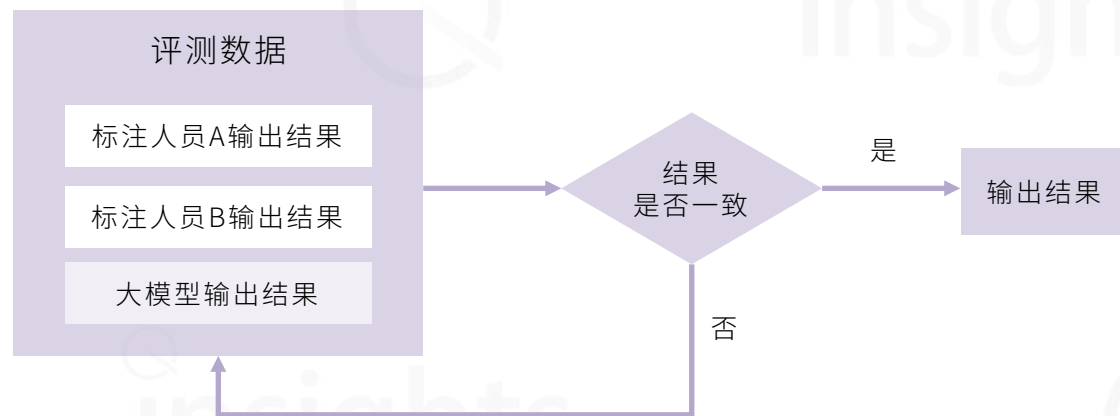 评测数据
标注人员A输出结果
标注人员B输出结果
大模型输出结果
结果
是否一致
是
输出结果
否
insights
insigh